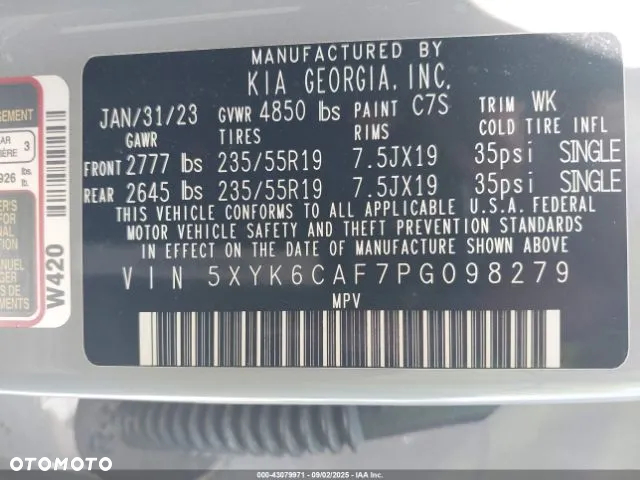 MANUFACTURED BY
KIA GEORGIA, INC.
JAN/31/23 GVWR 4850 lbs PAINT C7S TRIM WK
GAWR TIRES RIMS COLD TIRE INFL
FRONT 2777 lbs 235/55R19 7.5JX19 35psi SINGLE
REAR 2645 lbs 235/55R19 7.5JX19 35psi SINGLE
THIS VEHICLE CONFORMS TO ALL APPLICABLE U.S.A. FEDERAL
MOTOR VEHICLE SAFETY AND THEFT PREVENTION STANDARDS
IN EFFECT ON THE DATE OF MANUFACTURE SHOWN ABOVE
VIN 5XYK6CAF7PG098279
MPV
3
lbs.
W420
OTOMOTO
000-43079971 | 09/02/2025 | IAA Inc.